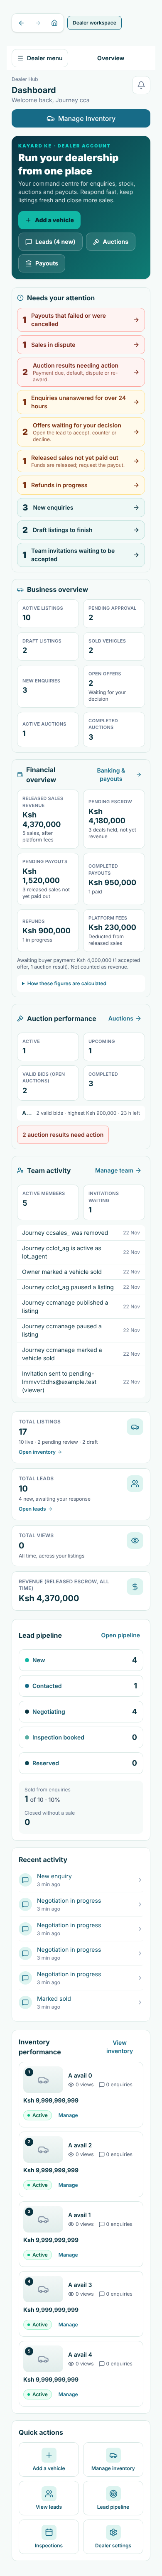 Dealer workspace
Dealer menu
Overview
Dealer Hub
Dashboard
Welcome back, Journey cca
Manage Inventory
KAYARD KE · DEALER ACCOUNT
Run your dealership
from one place
Your command centre for enquiries, stock,
auctions and payouts. Respond fast, keep
listings fresh and close more sales.
Add a vehicle
Leads (4 new)
Auctions
Payouts
Needs your attention
1 Payouts that failed or were
cancelled
1 Sales in dispute
2 Auction results needing action
Payment due, default, dispute or re-
award.
1 Enquiries unanswered for over 24
hours
2 Offers waiting for your decision
Open the lead to accept, counter or
decline.
1 Released sales not yet paid out
Funds are released, request the payout.
1 Refunds in progress
3 New enquiries
2 Draft listings to finish
1 Team invitations waiting to be
accepted
Business overview
ACTIVE LISTINGS
10
PENDING APPROVAL
2
DRAFT LISTINGS
2
SOLD VEHICLES
2
NEW ENQUIRIES
3
OPEN OFFERS
2
Waiting for your
decision
ACTIVE AUCTIONS
1
COMPLETED
AUCTIONS
3
Financial
overview
Banking &
payouts
RELEASED SALES
REVENUE
Ksh
4,370,000
5 sales, after
platform fees
PENDING ESCROW
Ksh
4,180,000
3 deals held, not yet
revenue
PENDING PAYOUTS
Ksh
1,520,000
3 released sales not
yet paid out
COMPLETED
PAYOUTS
Ksh 950,000
1 paid
REFUNDS
Ksh 900,000
1 in progress
PLATFORM FEES
Ksh 230,000
Deducted from
released sales
Awaiting buyer payment: Ksh 4,000,000 (1 accepted
offer, 1 auction result). Not counted as revenue.
How these figures are calculated
Auction performance
Auctions
ACTIVE
1
UPCOMING
1
VALID BIDS (OPEN
AUCTIONS)
2
COMPLETED
3
A... 2 valid bids · highest Ksh 900,000 · 23 h left
2 auction results need action
Team activity
Manage team
ACTIVE MEMBERS
5
INVITATIONS
WAITING
1
Journey ccsales_ was removed 22 Nov
Journey cclot_ag is active as
lot_agent 22 Nov
Owner marked a vehicle sold 22 Nov
Journey cclot_ag paused a listing 22 Nov
Journey ccmanage published a
listing 22 Nov
Journey ccmanage paused a
listing 22 Nov
Journey ccmanage marked a
vehicle sold 22 Nov
Invitation sent to pending-
lmmvvt3dhs@example.test
(viewer) 22 Nov
TOTAL LISTINGS
17
10 live · 2 pending review · 2 draft
Open inventory
TOTAL LEADS
10
4 new, awaiting your response
Open leads
TOTAL VIEWS
0
All time, across your listings
REVENUE (RELEASED ESCROW, ALL
TIME)
Ksh 4,370,000
Lead pipeline
Open pipeline
New 4
Contacted 1
Negotiating 4
Inspection booked 0
Reserved 0
Sold from enquiries
1 of 10 · 10%
Closed without a sale
0
Recent activity
New enquiry
3 min ago
Negotiation in progress
3 min ago
Negotiation in progress
3 min ago
Negotiation in progress
3 min ago
Negotiation in progress
3 min ago
Marked sold
3 min ago
Inventory
performance
View
inventory
1
A avail 0
0 views 0 enquiries
Ksh 9,999,999,999
Active Manage
2
A avail 2
0 views 0 enquiries
Ksh 9,999,999,999
Active Manage
3
A avail 1
0 views 0 enquiries
Ksh 9,999,999,999
Active Manage
4
A avail 3
0 views 0 enquiries
Ksh 9,999,999,999
Active Manage
5
A avail 4
0 views 0 enquiries
Ksh 9,999,999,999
Active Manage
Quick actions
Add a vehicle
Manage inventory
View leads
Lead pipeline
Inspections
Dealer settings